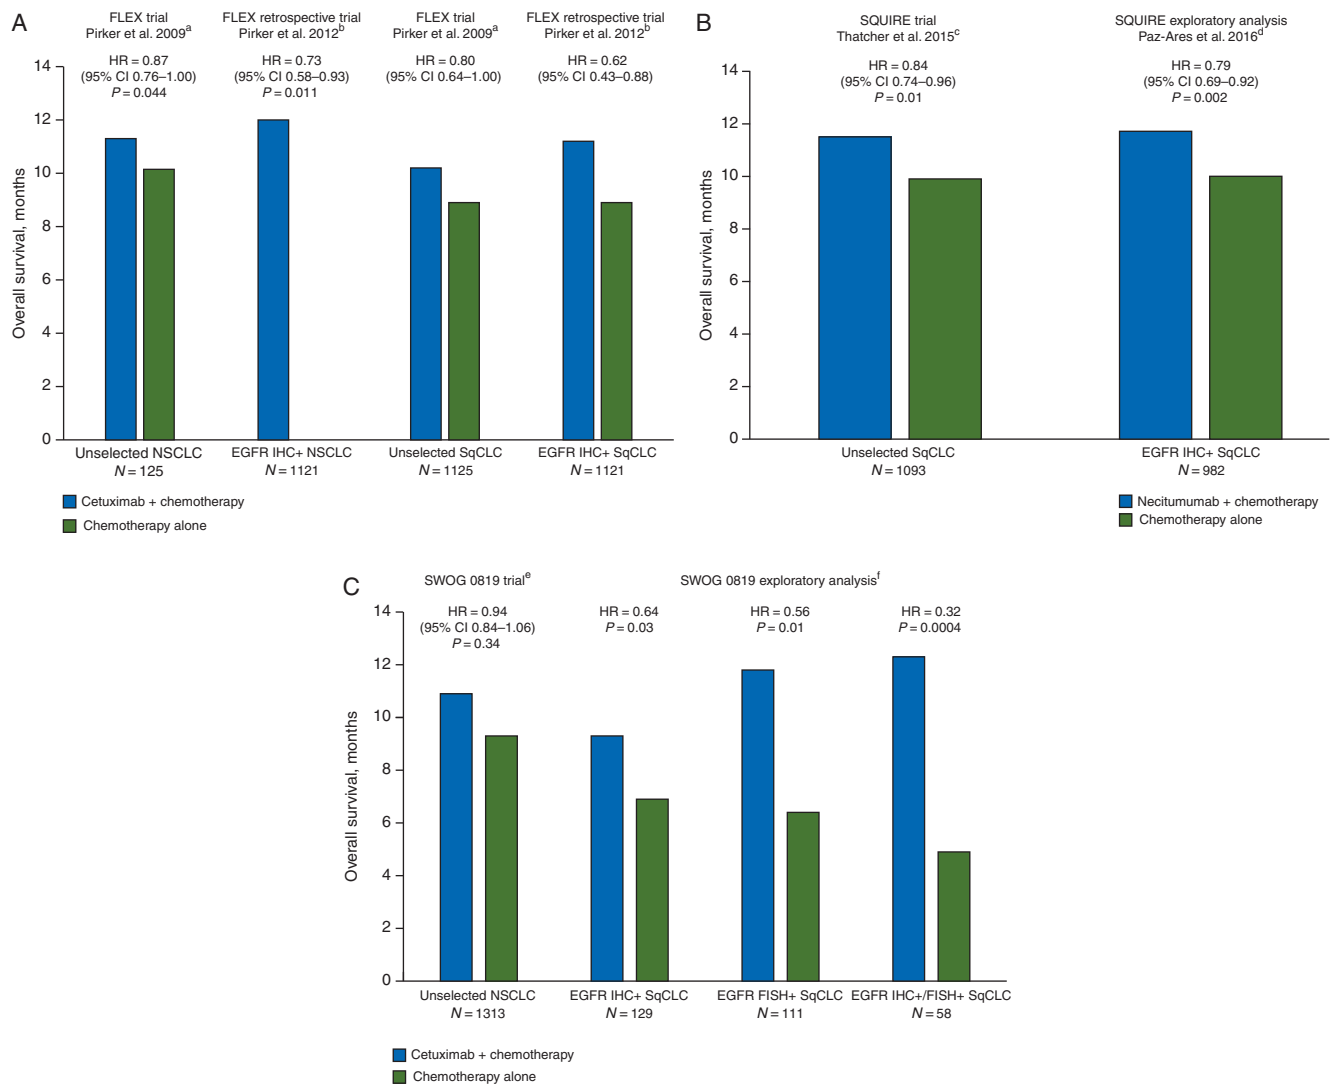 A
FLEX trial
Pirker et al. 2009a
FLEX retrospective trial
Pirker et al. 2012b
FLEX trial
Pirker et al. 2009a
FLEX retrospective trial
Pirker et al. 2012b
HR = 0.87
(95% CI 0.76–1.00)
P = 0.044
HR = 0.73
(95% CI 0.58–0.93)
P = 0.011
HR = 0.80
(95% CI 0.64–1.00)
HR = 0.62
(95% CI 0.43–0.88)
Overall survival, months
14
12
10
8
6
4
2
0
Unselected NSCLC
N = 125
EGFR IHC+ NSCLC
N = 1121
Unselected SqCLC
N = 1125
EGFR IHC+ SqCLC
N = 1121
Cetuximab + chemotherapy
Chemotherapy alone
B
SQUIRE trial
Thatcher et al. 2015c
SQUIRE exploratory analysis
Paz-Ares et al. 2016d
HR = 0.84
(95% CI 0.74–0.96)
P = 0.01
HR = 0.79
(95% CI 0.69–0.92)
P = 0.002
Overall survival, months
14
12
10
8
6
4
2
0
Unselected SqCLC
N = 1093
EGFR IHC+ SqCLC
N = 982
Necitumumab + chemotherapy
Chemotherapy alone
C
SWOG 0819 triale
SWOG 0819 exploratory analysisf
HR = 0.94
(95% CI 0.84–1.06)
P = 0.34
HR = 0.64
P = 0.03
HR = 0.56
P = 0.01
HR = 0.32
P = 0.0004
Overall survival, months
14
12
10
8
6
4
2
0
Unselected NSCLC
N = 1313
EGFR IHC+ SqCLC
N = 129
EGFR FISH+ SqCLC
N = 111
EGFR IHC+/FISH+ SqCLC
N = 58
Cetuximab + chemotherapy
Chemotherapy alone